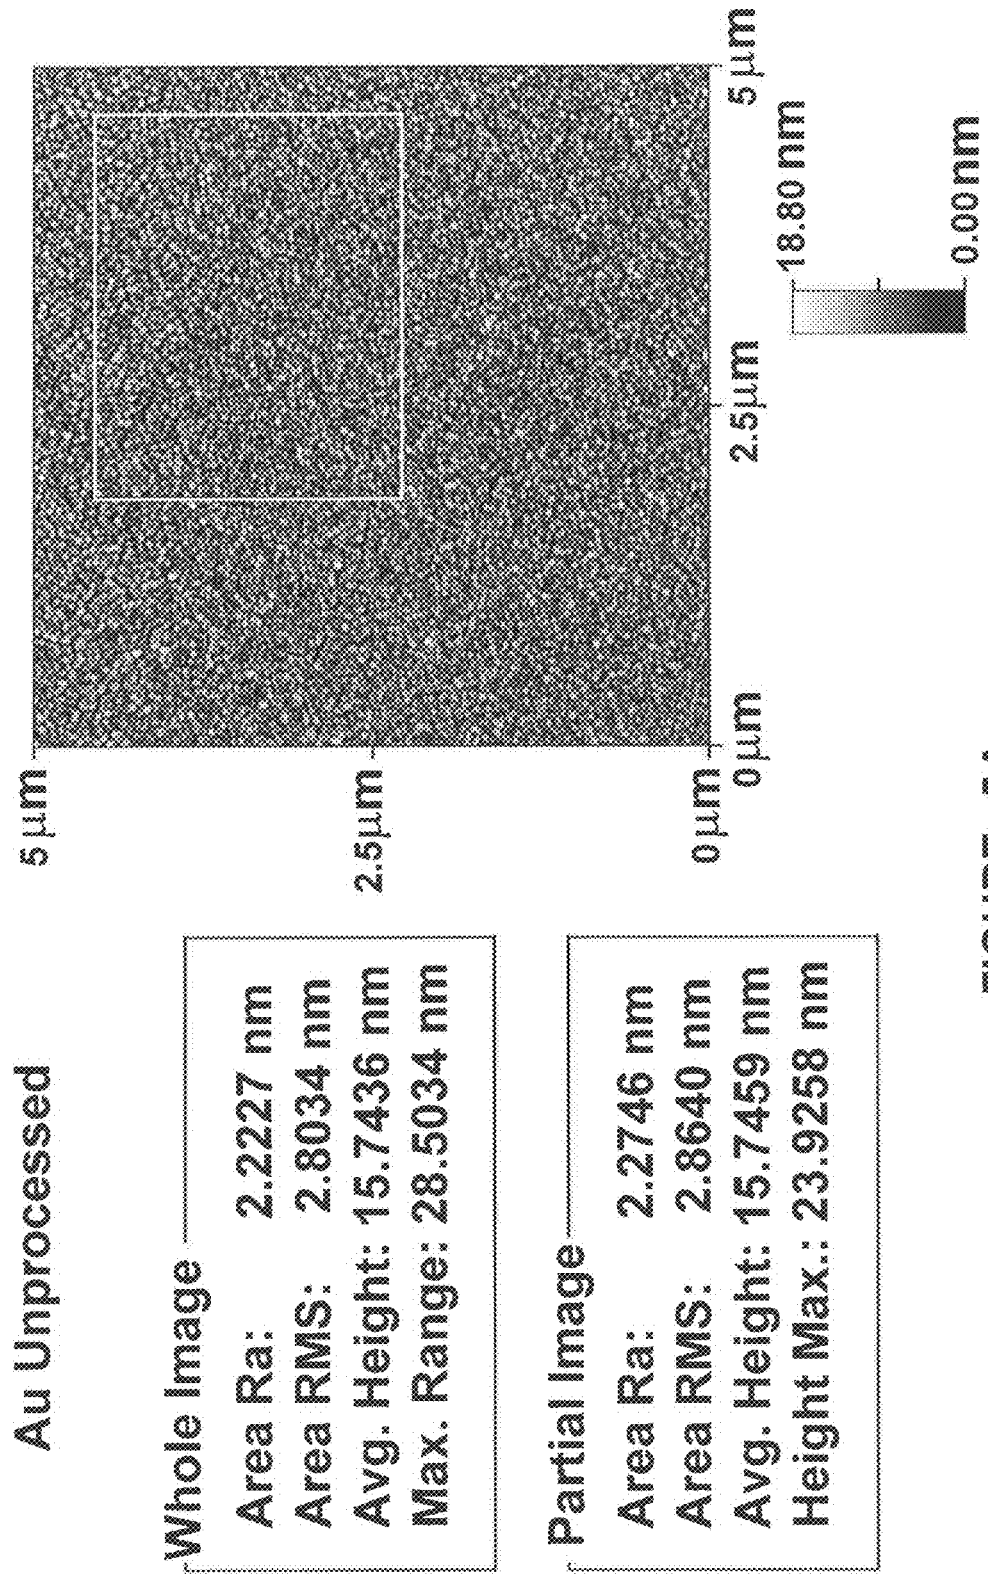 Au Unprocessed
Whole Image
Area Ra: 2.2227 nm
Area RMS: 2.8034 nm
Avg. Height: 15.7436 nm
Max. Range: 28.5034 nm
Partial Image
Area Ra: 2.2746 nm
Area RMS: 2.8640 nm
Avg. Height: 15.7459 nm
Height Max.: 23.9258 nm
5 µm
2.5µm
0µm
0µm
2.5µm
5µm
18.80 nm
0.00nm